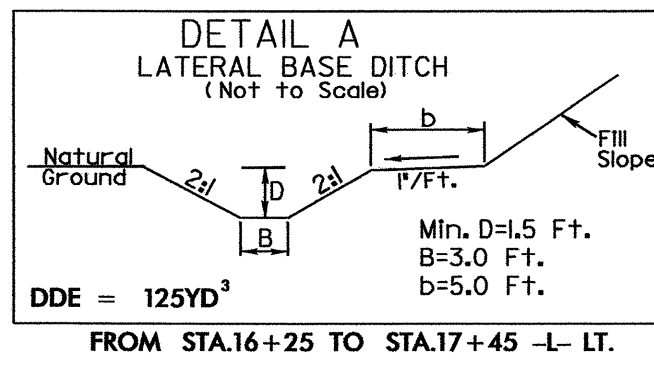 DETAIL A
LATERAL BASE DITCH
(Not to Scale)
b
Natural
Ground
2:1
D
2:1
1"/Ft.
Fill
Slope
B
Min. D=1.5 Ft.
B=3.0 Ft.
b=5.0 Ft.
DDE = 125YD³
FROM STA.16+25 TO STA.17+45 -L- LT.